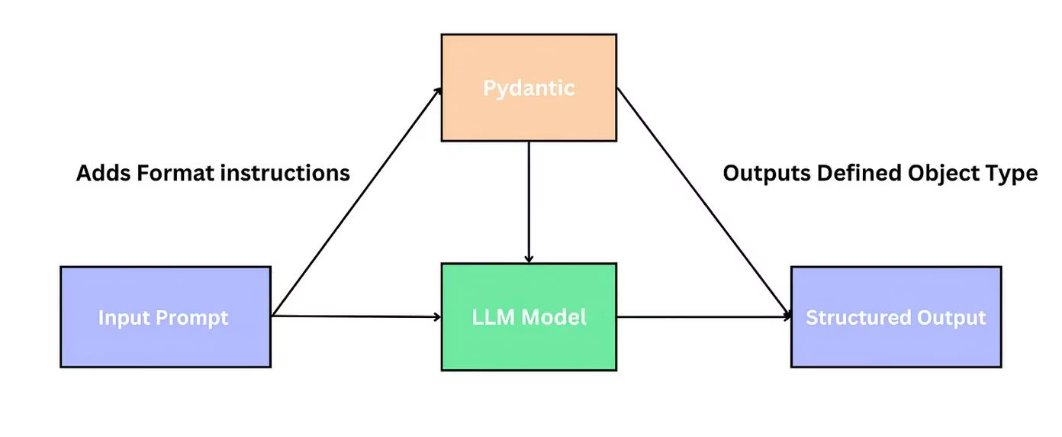 Pydantic
Adds Format instructions
Outputs Defined Object Type
Input Prompt
LLM Model
Structured Output